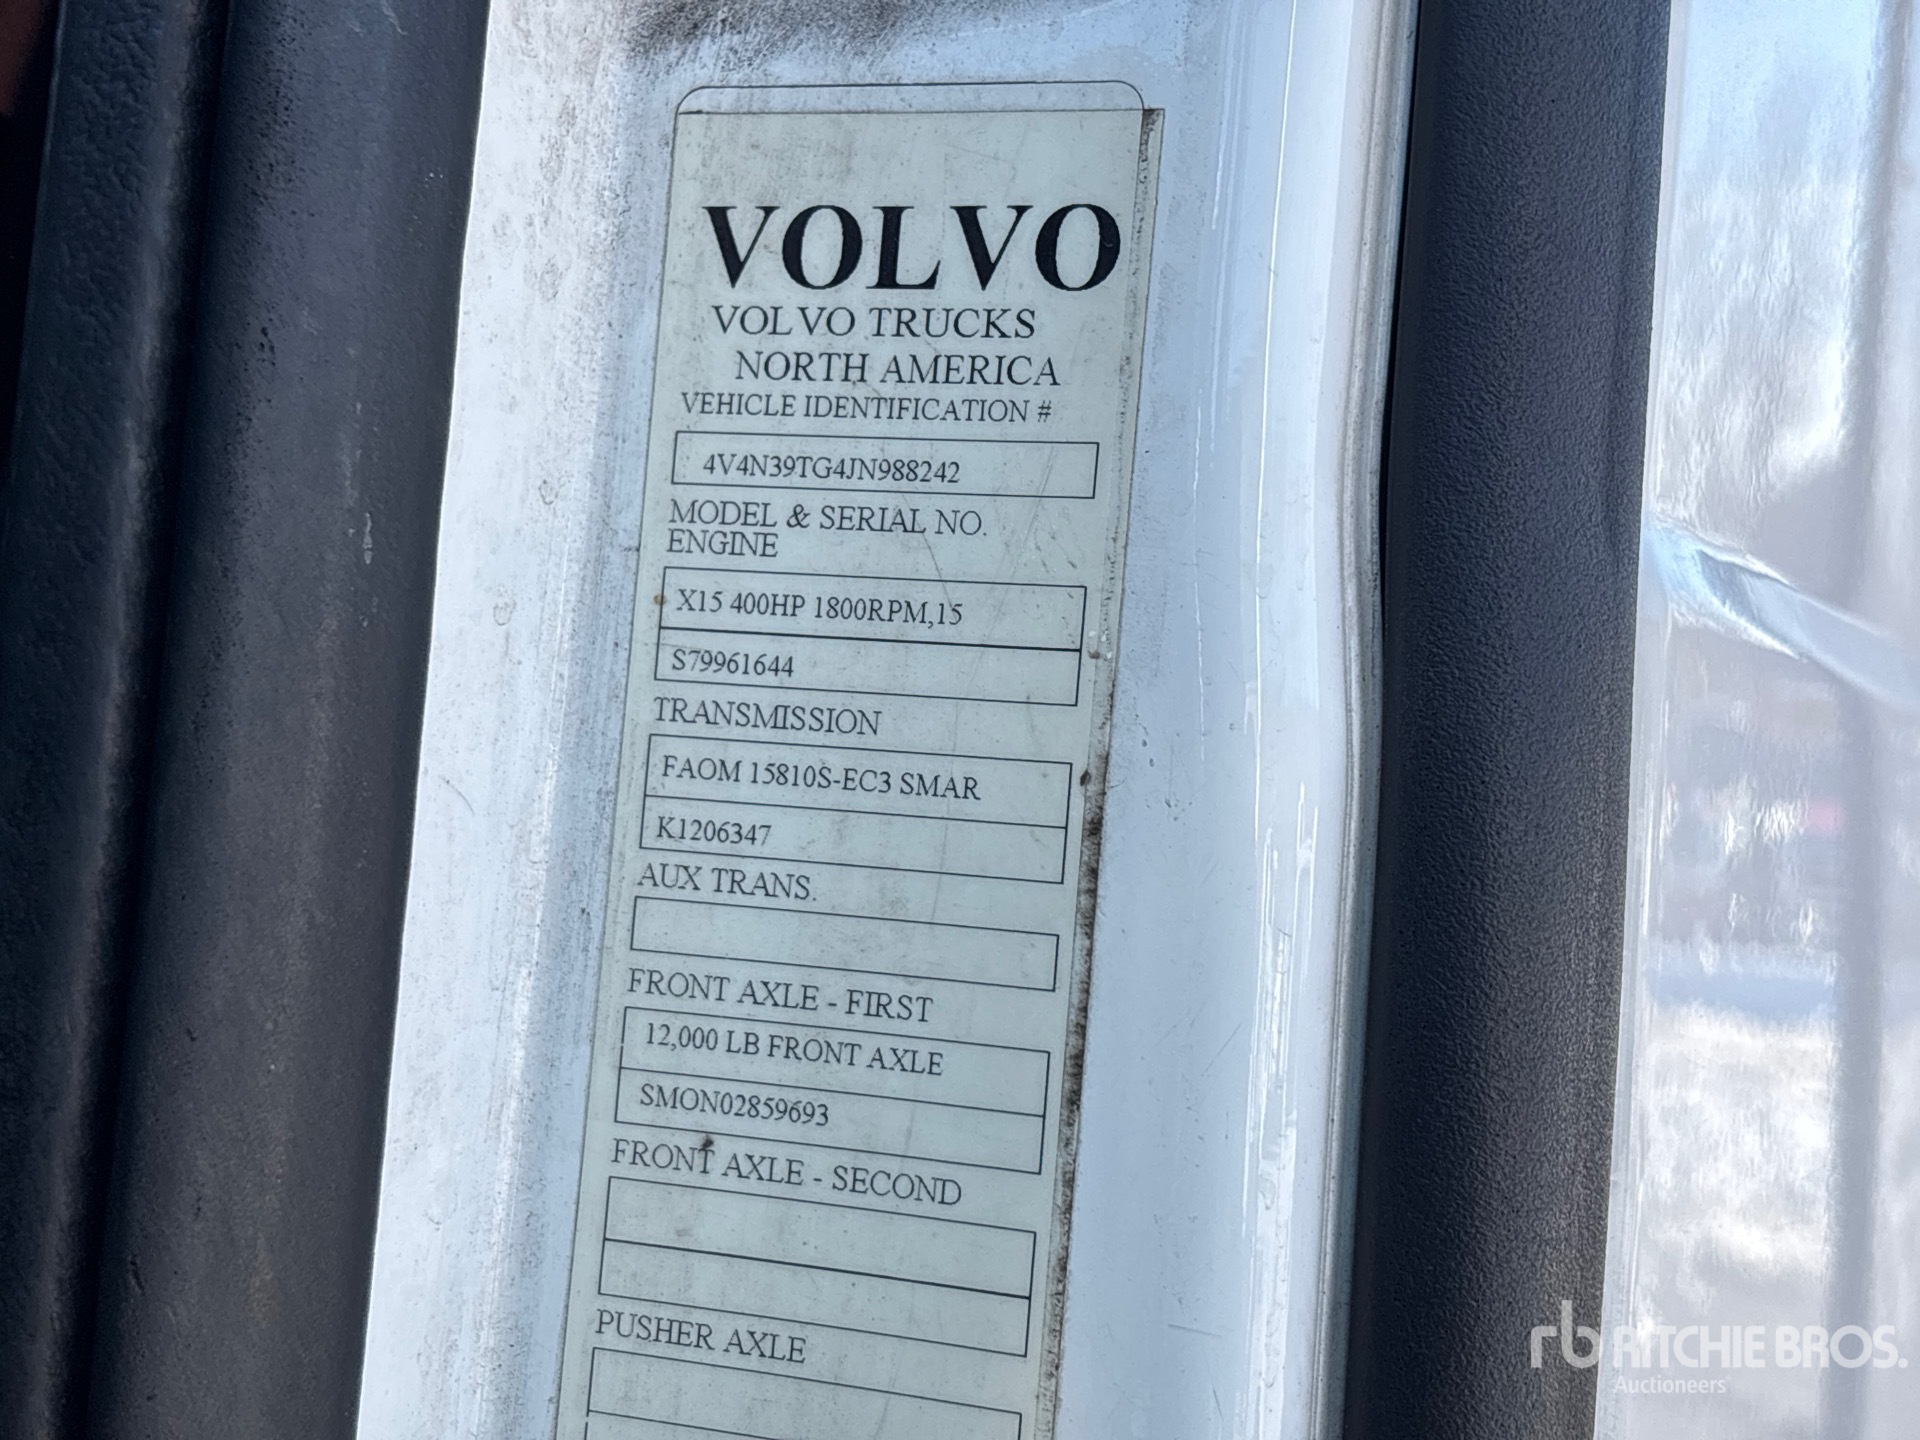 VOLVO
VOLVO TRUCKS
NORTH AMERICA
VEHICLE IDENTIFICATION #
4V4N39TG4JN988242
MODEL & SERIAL NO.
ENGINE
X15 400HP 1800RPM,15
S79961644
TRANSMISSION
FAOM 15810S-EC3 SMAR
K1206347
AUX TRANS.
FRONT AXLE - FIRST
12,000 LB FRONT AXLE
SMON02859693
FRONT AXLE - SECOND
PUSHER AXLE
rb RITCHIE BROS.
Auctioneers